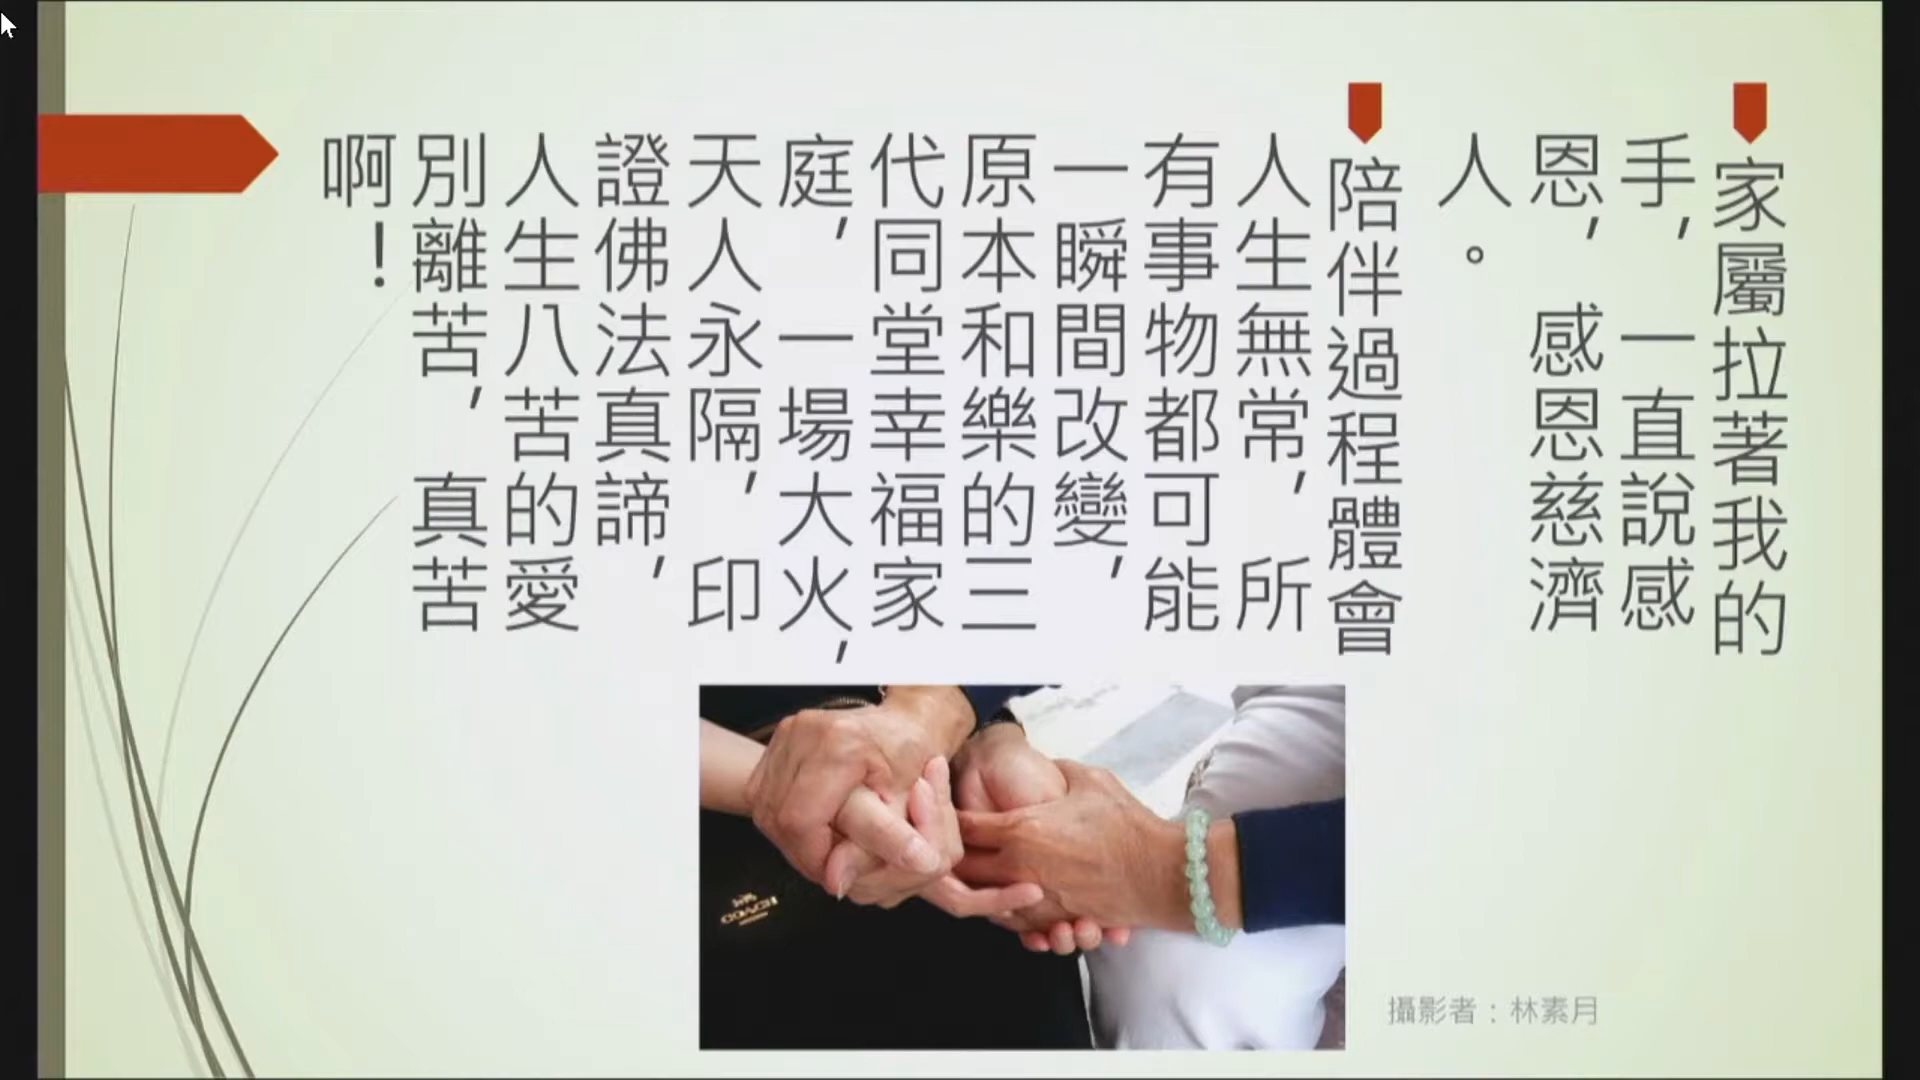 家屬拉著我的
手，一直說感
恩，感恩慈濟
人。
陪伴過程體會
人生無常，所
有事物都可能
一瞬間改變，
原本和樂的三
代同堂幸福家
庭，一場大火，
天人永隔，印
證佛法真諦，
人生八苦的愛
別離苦，真苦
啊！
COACH
攝影者：林素月